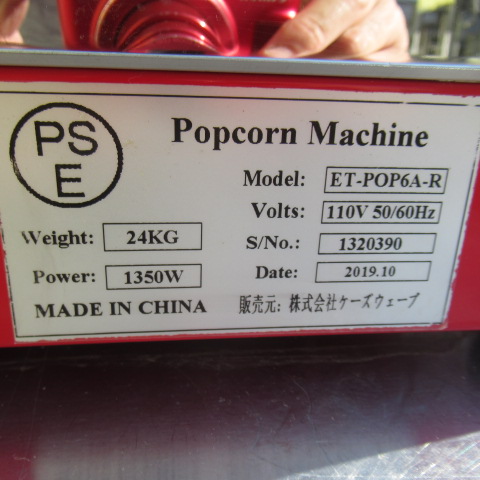 PS
E
Popcorn Machine
Model: ET-POP6A-R
Volts: 110V 50/60Hz
Weight: 24KG
S/No.: 1320390
Power: 1350W
Date: 2019.10
MADE IN CHINA
販売元: 株式会社ケーズウェーブ